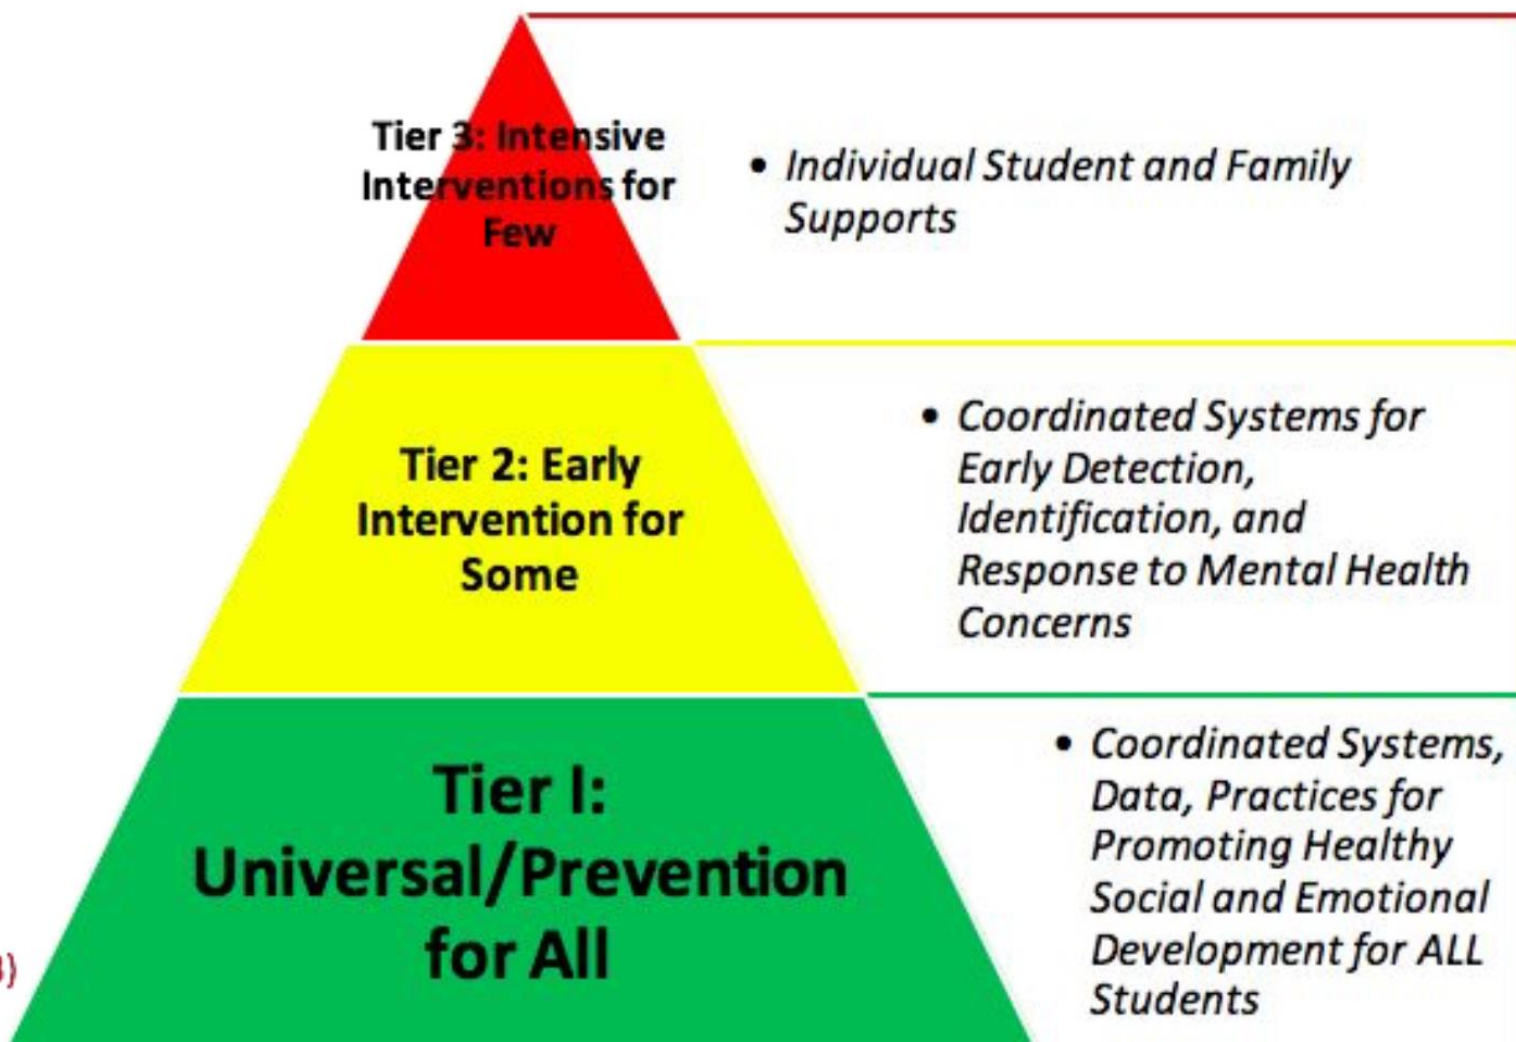 Tier 3: Intensive
Interventions for
Few
• Individual Student and Family
Supports
Tier 2: Early
Intervention for
Some
• Coordinated Systems for
Early Detection,
Identification, and
Response to Mental Health
Concerns
Tier I:
Universal/Prevention
for All
• Coordinated Systems,
Data, Practices for
Promoting Healthy
Social and Emotional
Development for ALL
Students